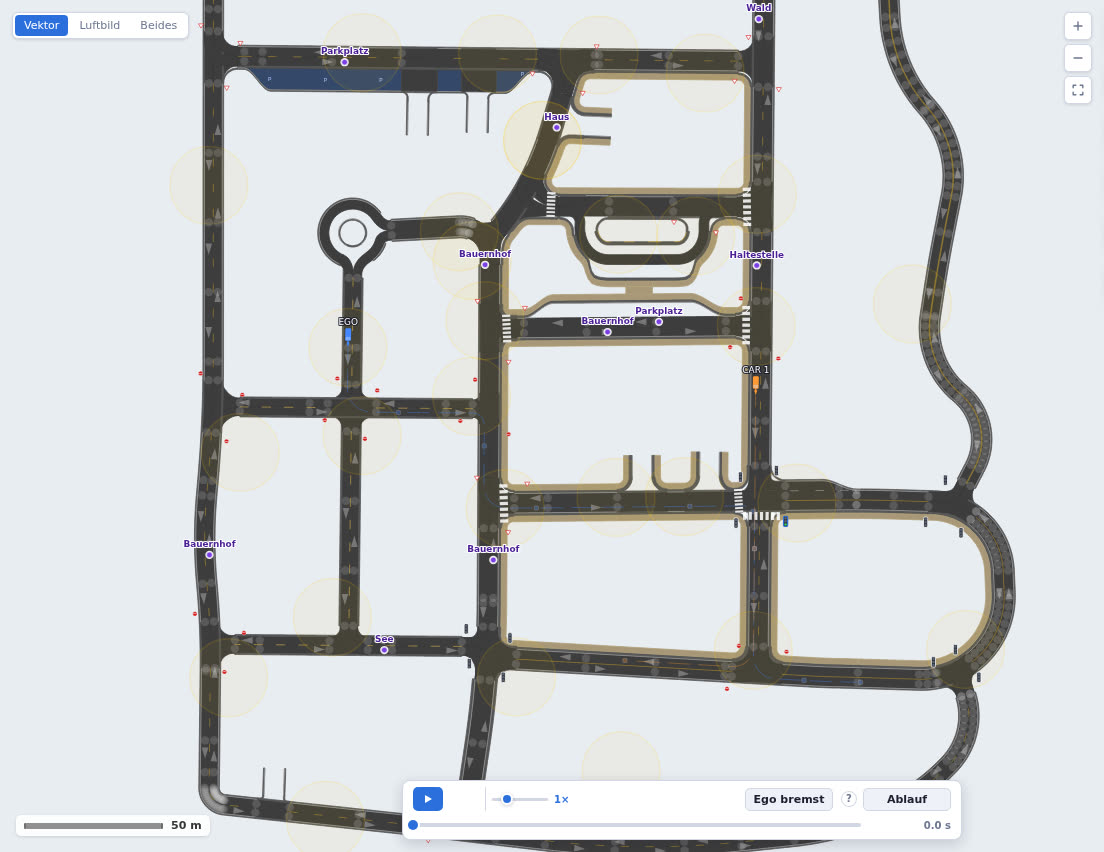 Vektor Luftbild Beides
Wald
Parkplatz
P P P P
Haus
Bauernhof
Haltestelle
Parkplatz
Bauernhof
EGO
CAR 1
Bauernhof
Bauernhof
See
50 m
1×
Ego bremst
?
Ablauf
0.0 s